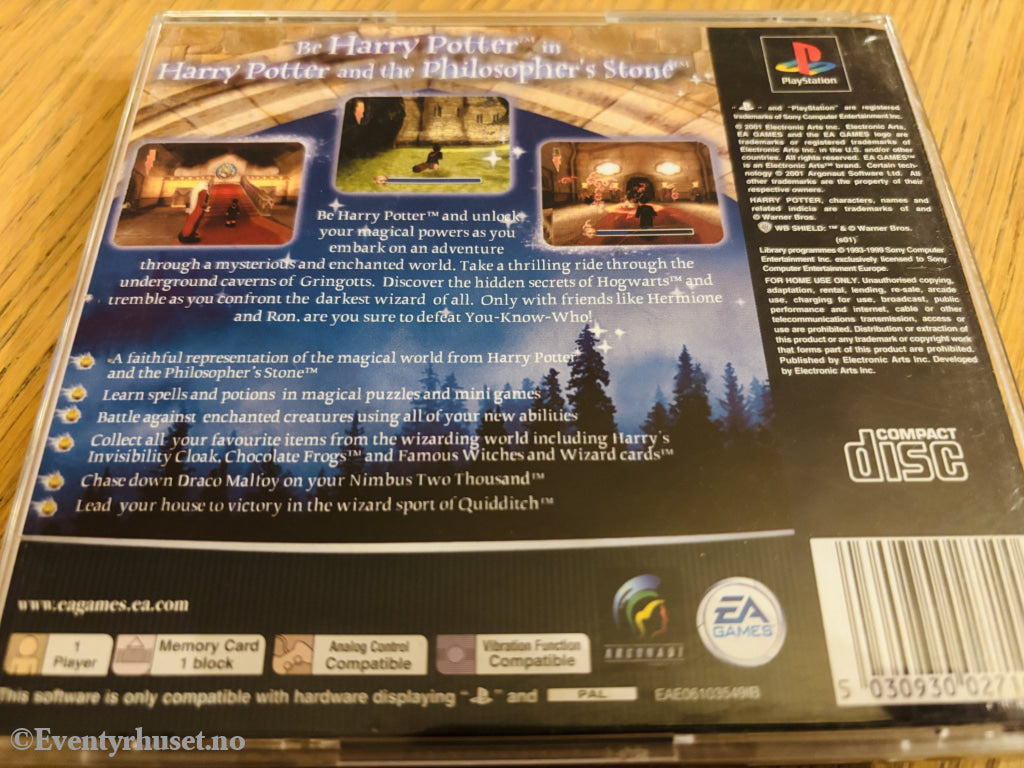 Be Harry Potter™ in
Harry Potter and the Philosopher's Stone™
Be Harry Potter™ and unlock
your magical powers as you
embark on an adventure
through a mysterious and enchanted world. Take a thrilling ride through the
underground caverns of Gringotts. Discover the hidden secrets of Hogwarts™ and
tremble as you confront the darkest wizard of all. Only with friends like Hermione
and Ron, are you sure to defeat You-Know-Who!
A faithful representation of the magical world from Harry Potter
and the Philosopher's Stone™
Learn spells and potions in magical puzzles and mini games
Battle against enchanted creatures using all of your new abilities
Collect all your favourite items from the wizarding world including Harry's
Invisibility Cloak, Chocolate Frogs™ and Famous Witches and Wizard cards™
Chase down Draco Malfoy on your Nimbus Two Thousand™
Lead your house to victory in the wizard sport of Quidditch™
PlayStation
" " and "PlayStation" are registered
trademarks of Sony Computer Entertainment Inc.
© 2001 Electronic Arts Inc. Electronic Arts,
EA GAMES and the EA GAMES logo are
trademarks or registered trademarks of
Electronic Arts Inc. in the U.S. and/or other
countries. All rights reserved. EA GAMES™
is an Electronic Arts™ brand. Certain tech-
nology © 2001 Argonaut Software Ltd. All
other trademarks are the property of their
respective owners.
HARRY POTTER, characters, names and
related indicia are trademarks of and
© Warner Bros.
WB SHIELD: ™ & © Warner Bros.
(s01)
Library programmes © 1993-1998 Sony Computer
Entertainment Inc. exclusively licensed to Sony
Computer Entertainment Europe.
FOR HOME USE ONLY. Unauthorised copying,
adaptation, rental, lending, re-sale, arcade
use, charging for use, broadcast, public
performance and internet, cable or other
telecommunications transmission, access or
use are prohibited. Distribution or extraction of
this product or any trademark or copyright work
that forms part of this product are prohibited.
Published by Electronic Arts Inc. Developed
by Electronic Arts Inc.
COMPACT
disc
www.eagames.ea.com
1
Player
Memory Card
1 block
Analog Control
Compatible
Vibration Function
Compatible
ARGONAUT
EA
GAMES™
This software is only compatible with hardware displaying " " and PAL
EAE06103549IB
5 030930 0271
©Eventyrhuset.no